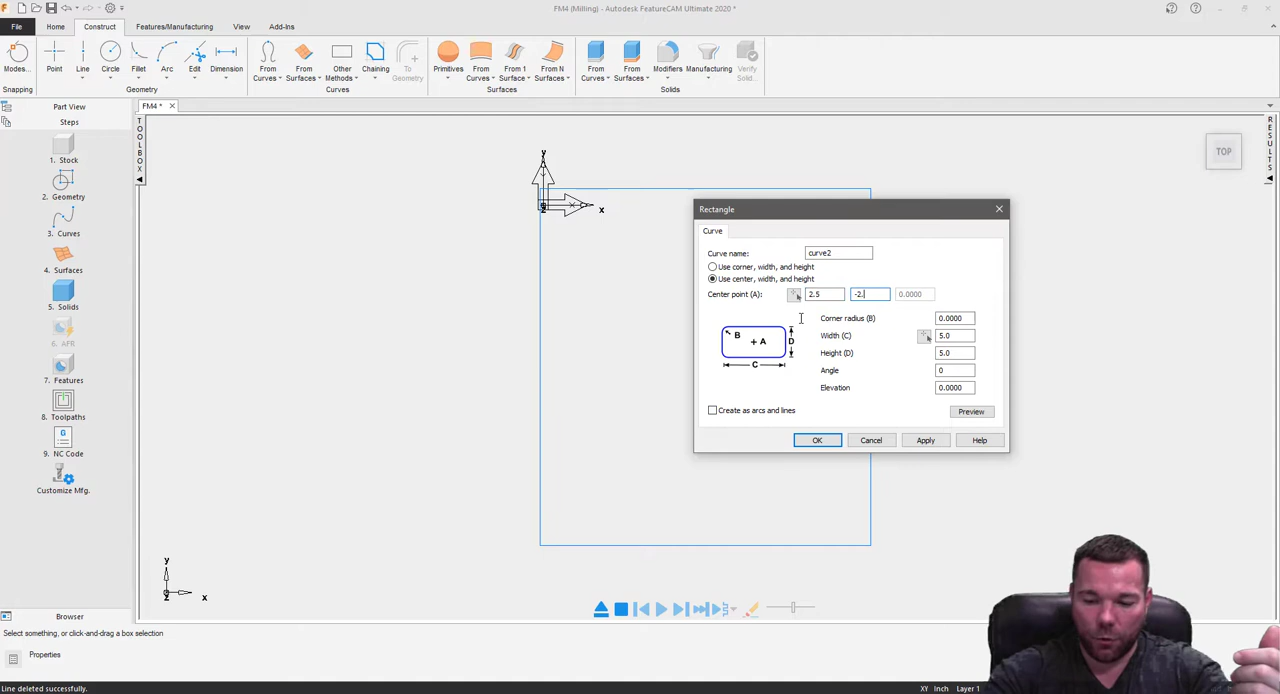 FM4 (Milling) - Autodesk FeatureCAM Ultimate 2020 *
File Home Construct Features/Manufacturing View Add-Ins
Modes... Point Line Circle Fillet Arc Edit Dimension From Curves From Surfaces Other Methods Chaining To Geometry Primitives From Curves From 1 Surface From N Surfaces From Curves From Surfaces Modifiers Manufacturing Verify Solid...
Snapping Geometry Curves Surfaces Solids
Part View
FM4 *
Steps
TOOLBOX
RESULTS
1. Stock
2. Geometry
3. Curves
4. Surfaces
5. Solids
6. AFR
7. Features
8. Toolpaths
G
9. NC Code
Customize Mfg.
TOP
y
x
z
Rectangle
Curve
Curve name: curve2
Use corner, width, and height
Use center, width, and height
Center point (A): 2.5 -2. 0.0000
Corner radius (B) 0.0000
B A D
Width (C) 5.0
Height (D) 5.0
C
Angle 0
Elevation 0.0000
Create as arcs and lines
Preview
OK Cancel Apply Help
y
z x
Browser
Select something, or click-and-drag a box selection
Properties
Line deleted successfully.
XY Inch Layer 1